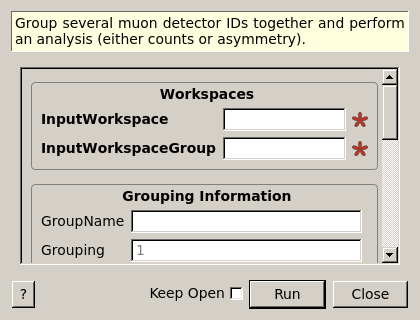 Group several muon detector IDs together and perform
an analysis (either counts or asymmetry).
Workspaces
InputWorkspace
InputWorkspaceGroup
Grouping Information
GroupName
Grouping 1
? Keep Open Run Close